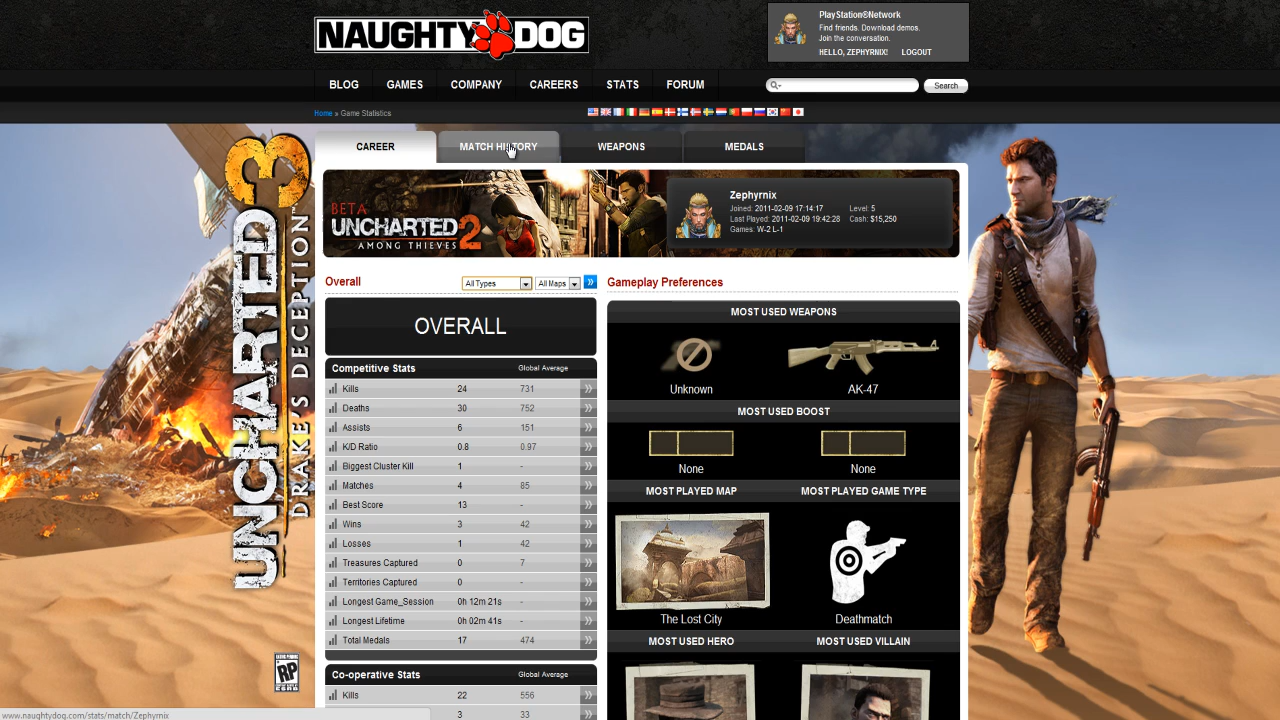 NAUGHTY DOG
PlayStation®Network
Find friends. Download demos.
Join the conversation.
HELLO, ZEPHYRNIX! LOGOUT
BLOG GAMES COMPANY CAREERS STATS FORUM
Search
Home » Game Statistics
CAREER MATCH HISTORY WEAPONS MEDALS
UNCHARTED 3
DRAKE'S DECEPTION™
BETA
UNCHARTED 2
AMONG THIEVES
Zephyrnix
Joined: 2011-02-09 17:14:17 Level: 5
Last Played: 2011-02-09 19:42:28 Cash: $15,250
Games: W-2 L-1
Overall All Types All Maps »
OVERALL
Competitive Stats Global Average
Kills 24 731
Deaths 30 752
Assists 6 151
K/D Ratio 0.8 0.97
Biggest Cluster Kill 1 -
Matches 4 85
Best Score 13 -
Wins 3 42
Losses 1 42
Treasures Captured 0 7
Territories Captured 0 -
Longest Game_Session 0h 12m 21s -
Longest Lifetime 0h 02m 41s -
Total Medals 17 474
Co-operative Stats Global Average
Kills 22 556
3 33
Gameplay Preferences
MOST USED WEAPONS
Unknown AK-47
MOST USED BOOST
None None
MOST PLAYED MAP MOST PLAYED GAME TYPE
The Lost City Deathmatch
MOST USED HERO MOST USED VILLAIN
RP
www.naughtydog.com/stats/match/Zephyrnix